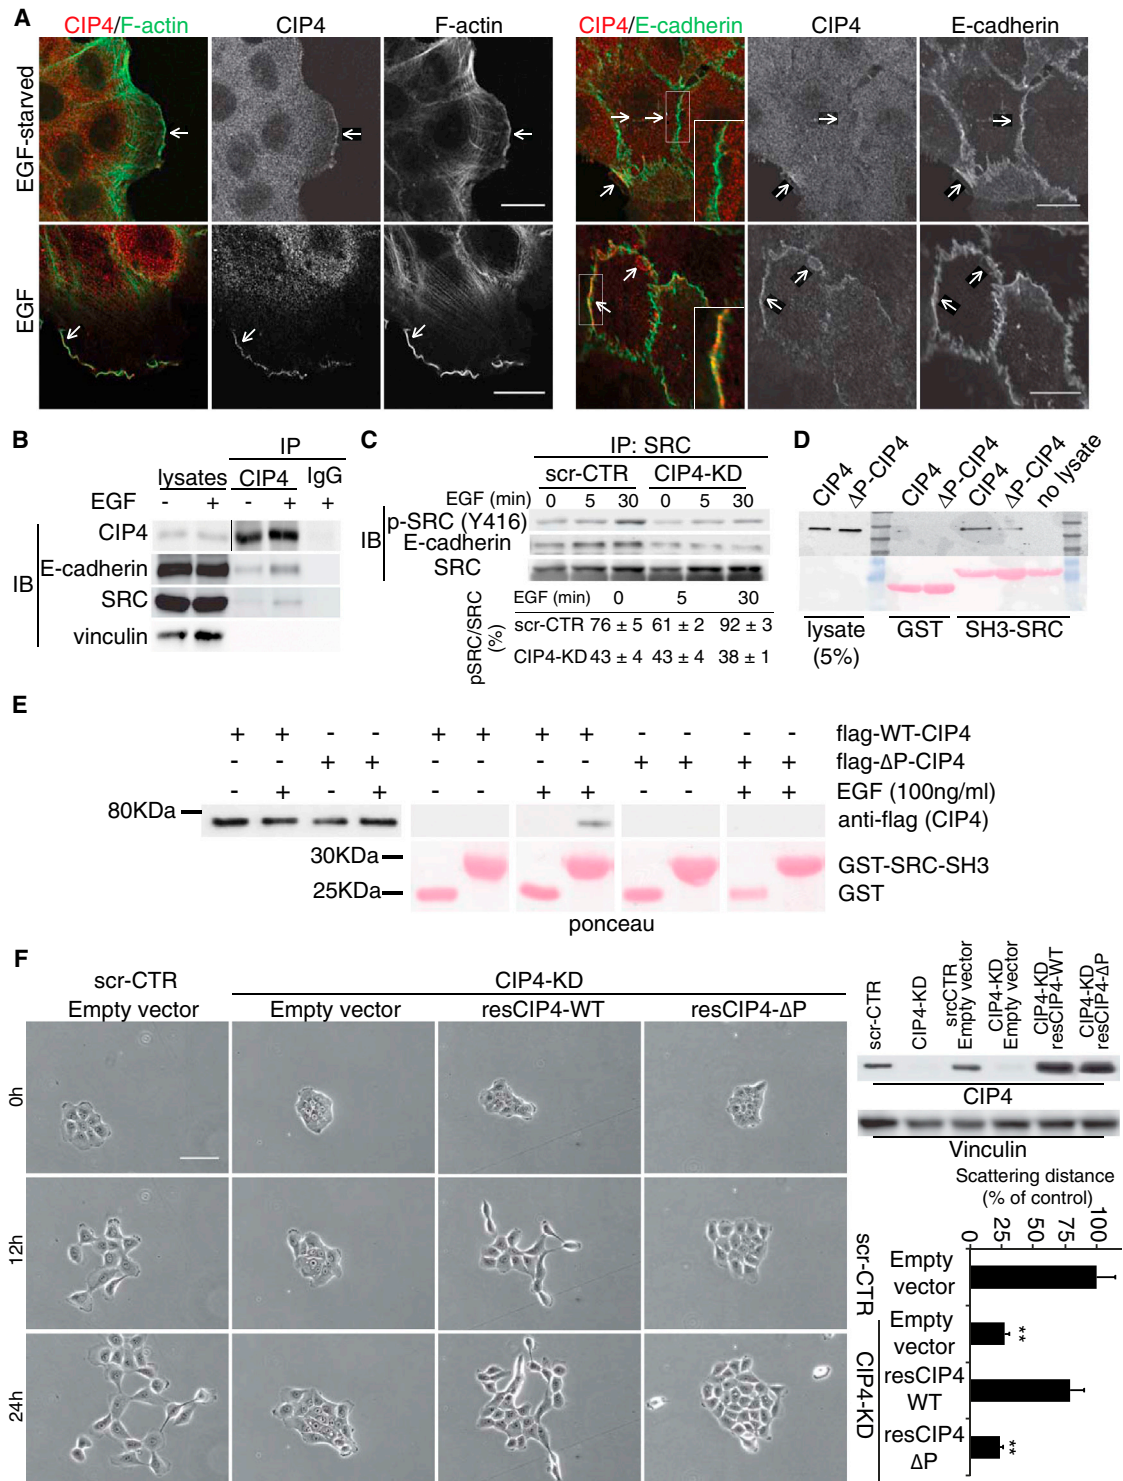 A
CIP4/F-actin CIP4 F-actin CIP4/E-cadherin CIP4 E-cadherin
EGF-starved
EGF
B
IP
lysates CIP4 IgG
EGF - + - + +
IB
CIP4
E-cadherin
SRC
vinculin
C
IP: SRC
scr-CTR CIP4-KD
EGF (min) 0 5 30 0 5 30
IB
p-SRC (Y416)
E-cadherin
SRC
pSRC/SRC (%)
EGF (min) 0 5 30
scr-CTR 76 ± 5 61 ± 2 92 ± 3
CIP4-KD 43 ± 4 43 ± 4 38 ± 1
D
CIP4 ΔP-CIP4 CIP4 ΔP-CIP4 CIP4 ΔP-CIP4 no lysate
lysate (5%) GST SH3-SRC
E
+ + - - + + + + - - - - flag-WT-CIP4
- - + + - - - - + + + + flag-ΔP-CIP4
- + - + - - + + - - + + EGF (100ng/ml)
80KDa anti-flag (CIP4)
30KDa GST-SRC-SH3
25KDa GST
ponceau
F
scr-CTR CIP4-KD
Empty vector Empty vector resCIP4-WT resCIP4-ΔP
0h
12h
24h
scr-CTR
CIP4-KD
srcCTR Empty vector
CIP4-KD Empty vector
CIP4-KD resCIP4-WT
CIP4-KD resCIP4-ΔP
CIP4
Vinculin
Scattering distance
(% of control)
0 25 50 75 100
scr-CTR
Empty vector
CIP4-KD
Empty vector **
resCIP4 WT
resCIP4 ΔP **